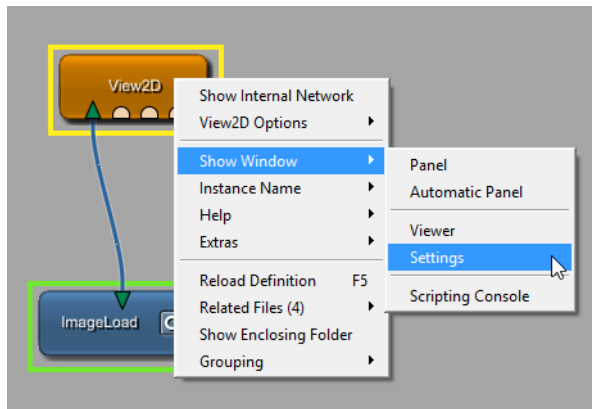 View2D
Show Internal Network
View2D Options
Show Window
Instance Name
Help
Extras
Reload Definition F5
Related Files (4)
Show Enclosing Folder
Grouping
Panel
Automatic Panel
Viewer
Settings
Scripting Console
ImageLoad